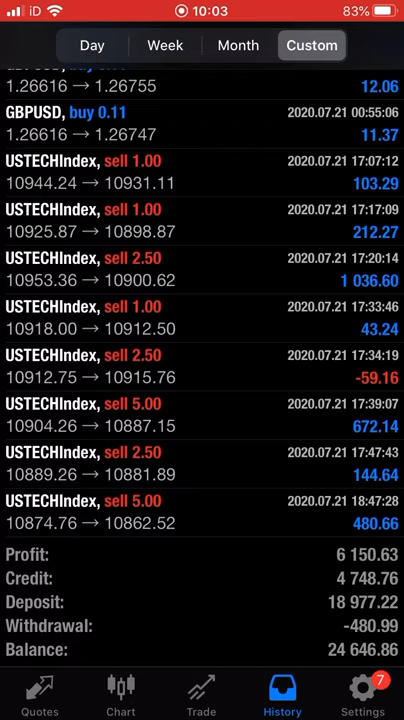 iD 10:03 83%
Day Week Month Custom
1.26616 → 1.26755 12.06
GBPUSD, buy 0.11 2020.07.21 00:55:06
1.26616 → 1.26747 11.37
USTECHIndex, sell 1.00 2020.07.21 17:07:12
10944.24 → 10931.11 103.29
USTECHIndex, sell 1.00 2020.07.21 17:17:09
10925.87 → 10898.87 212.27
USTECHIndex, sell 2.50 2020.07.21 17:20:14
10953.36 → 10900.62 1 036.60
USTECHIndex, sell 1.00 2020.07.21 17:33:46
10918.00 → 10912.50 43.24
USTECHIndex, sell 2.50 2020.07.21 17:34:19
10912.75 → 10915.76 -59.16
USTECHIndex, sell 5.00 2020.07.21 17:39:07
10904.26 → 10887.15 672.14
USTECHIndex, sell 2.50 2020.07.21 17:47:43
10889.26 → 10881.89 144.64
USTECHIndex, sell 5.00 2020.07.21 18:47:28
10874.76 → 10862.52 480.66
Profit: 6 150.63
Credit: 4 748.76
Deposit: 18 977.22
Withdrawal: -480.99
Balance: 24 646.86
7
Quotes Chart Trade History Settings